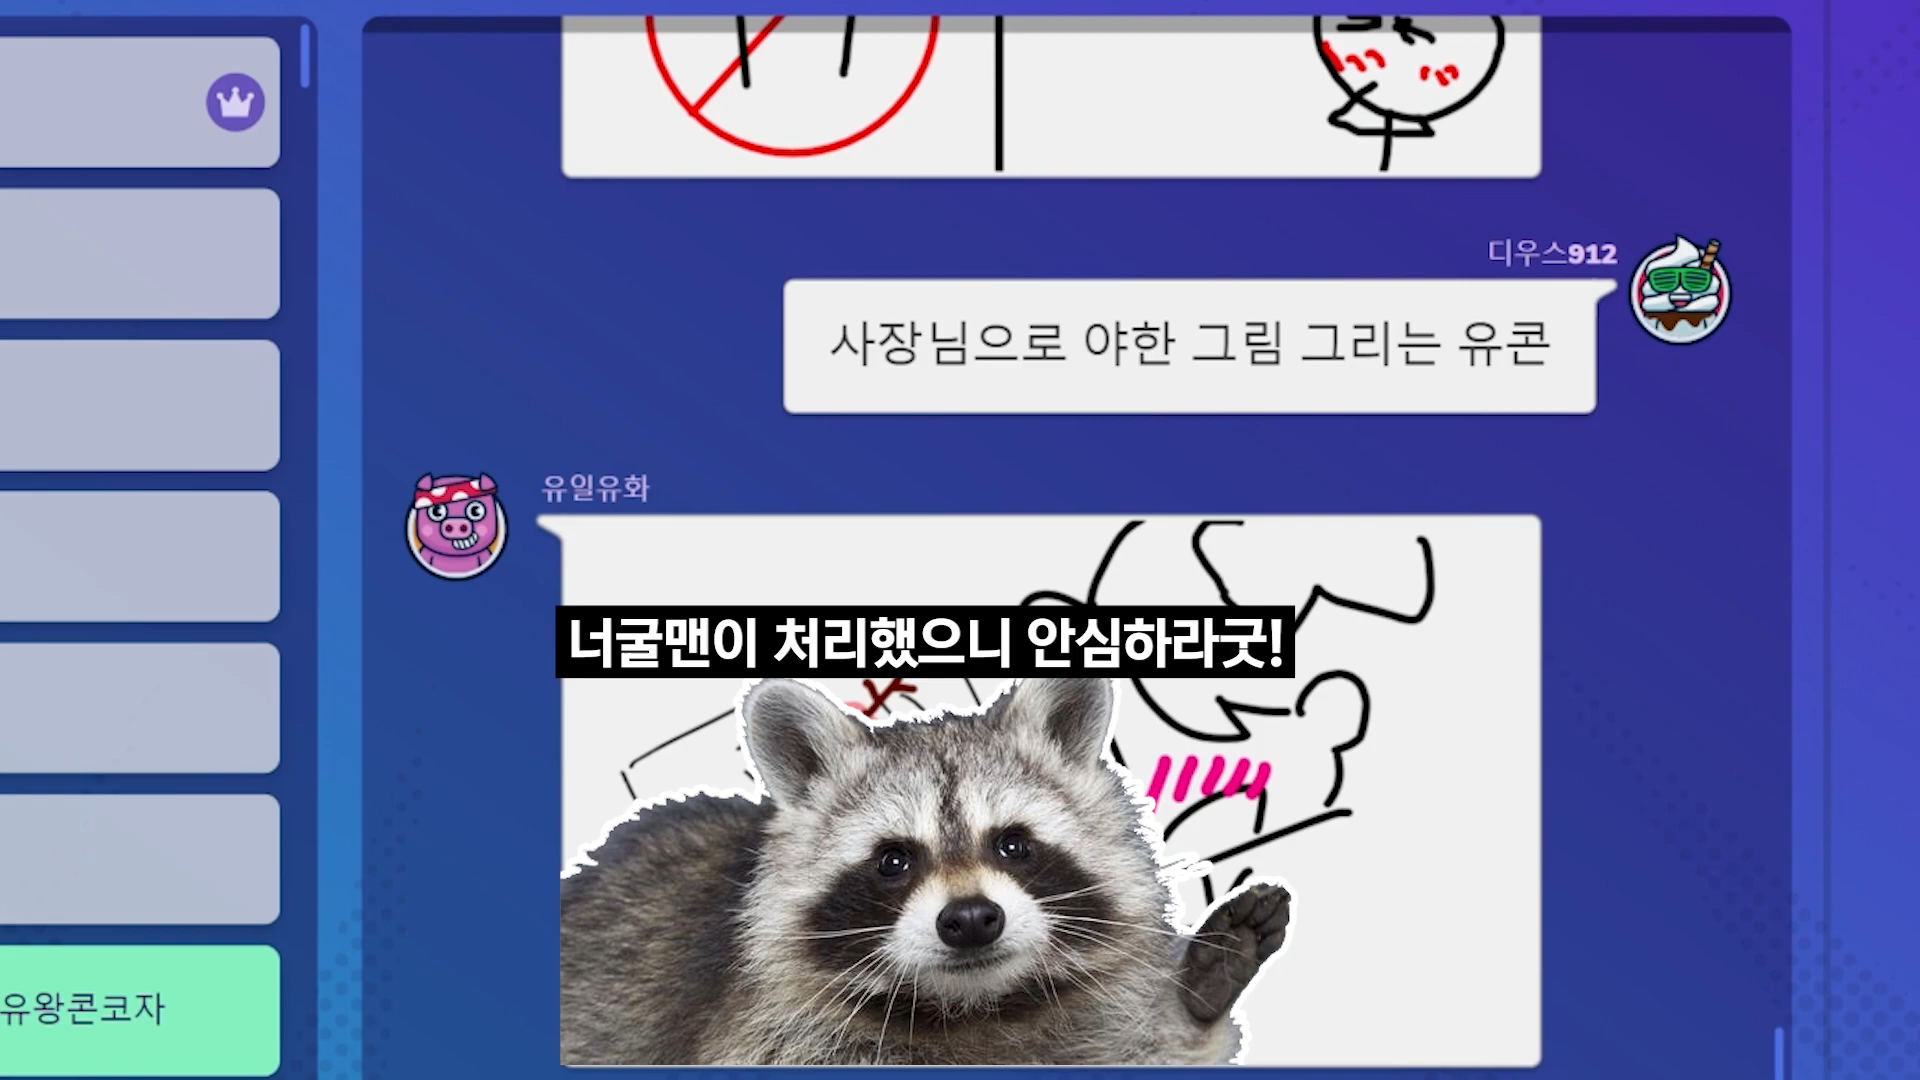 디우스912
사장님으로 야한 그림 그리는 유콘
유일유화
너굴맨이 처리했으니 안심하라굿!
유왕콘코자